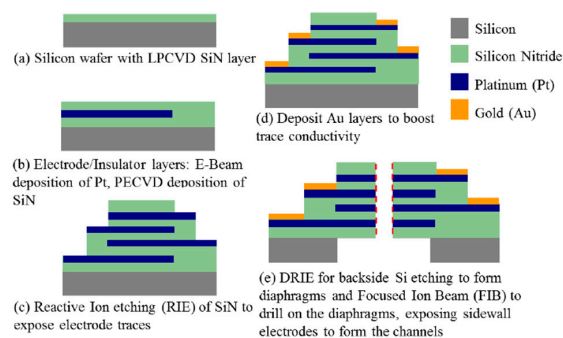 (a) Silicon wafer with LPCVD SiN layer
(b) Electrode/Insulator layers: E-Beam
deposition of Pt, PECVD deposition of
SiN
(c) Reactive Ion etching (RIE) of SiN to
expose electrode traces
(d) Deposit Au layers to boost
trace conductivity
Silicon
Silicon Nitride
Platinum (Pt)
Gold (Au)
(e) DRIE for backside Si etching to form
diaphragms and Focused Ion Beam (FIB) to
drill on the diaphragms, exposing sidewall
electrodes to form the channels